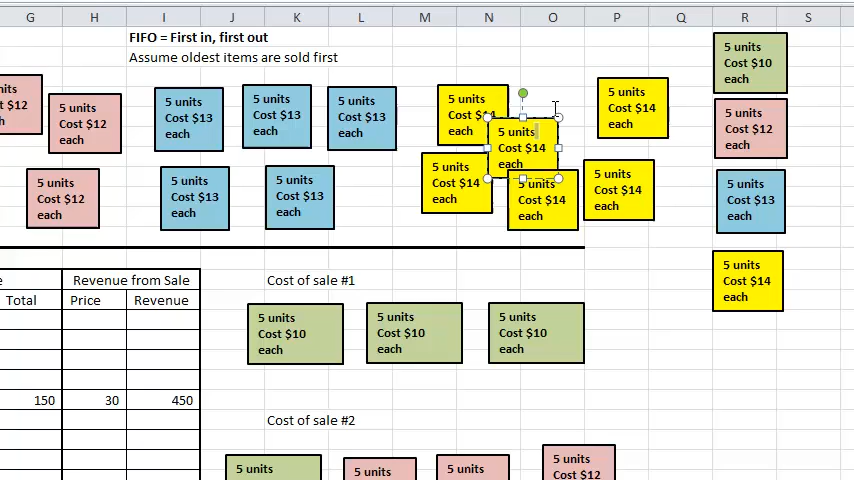 G H I J K L M N O P Q R S
FIFO = First in, first out
Assume oldest items are sold first
$12
5 units
Cost $12
each
5 units
Cost $13
each
5 units
Cost $13
each
5 units
Cost $13
each
5 units
Cost $14
each
5 units
Cost $14
each
5 units
Cost $14
each
5 units
Cost $10
each
5 units
Cost $12
each
5 units
Cost $12
each
5 units
Cost $13
each
5 units
Cost $13
each
5 units
Cost $14
each
5 units
Cost $14
each
5 units
Cost $14
each
5 units
Cost $13
each
5 units
Cost $14
each
Revenue from Sale
Total Price Revenue
150 30 450
Cost of sale #1
5 units
Cost $10
each
5 units
Cost $10
each
5 units
Cost $10
each
Cost of sale #2
5 units
5 units
5 units
5 units
Cost $12